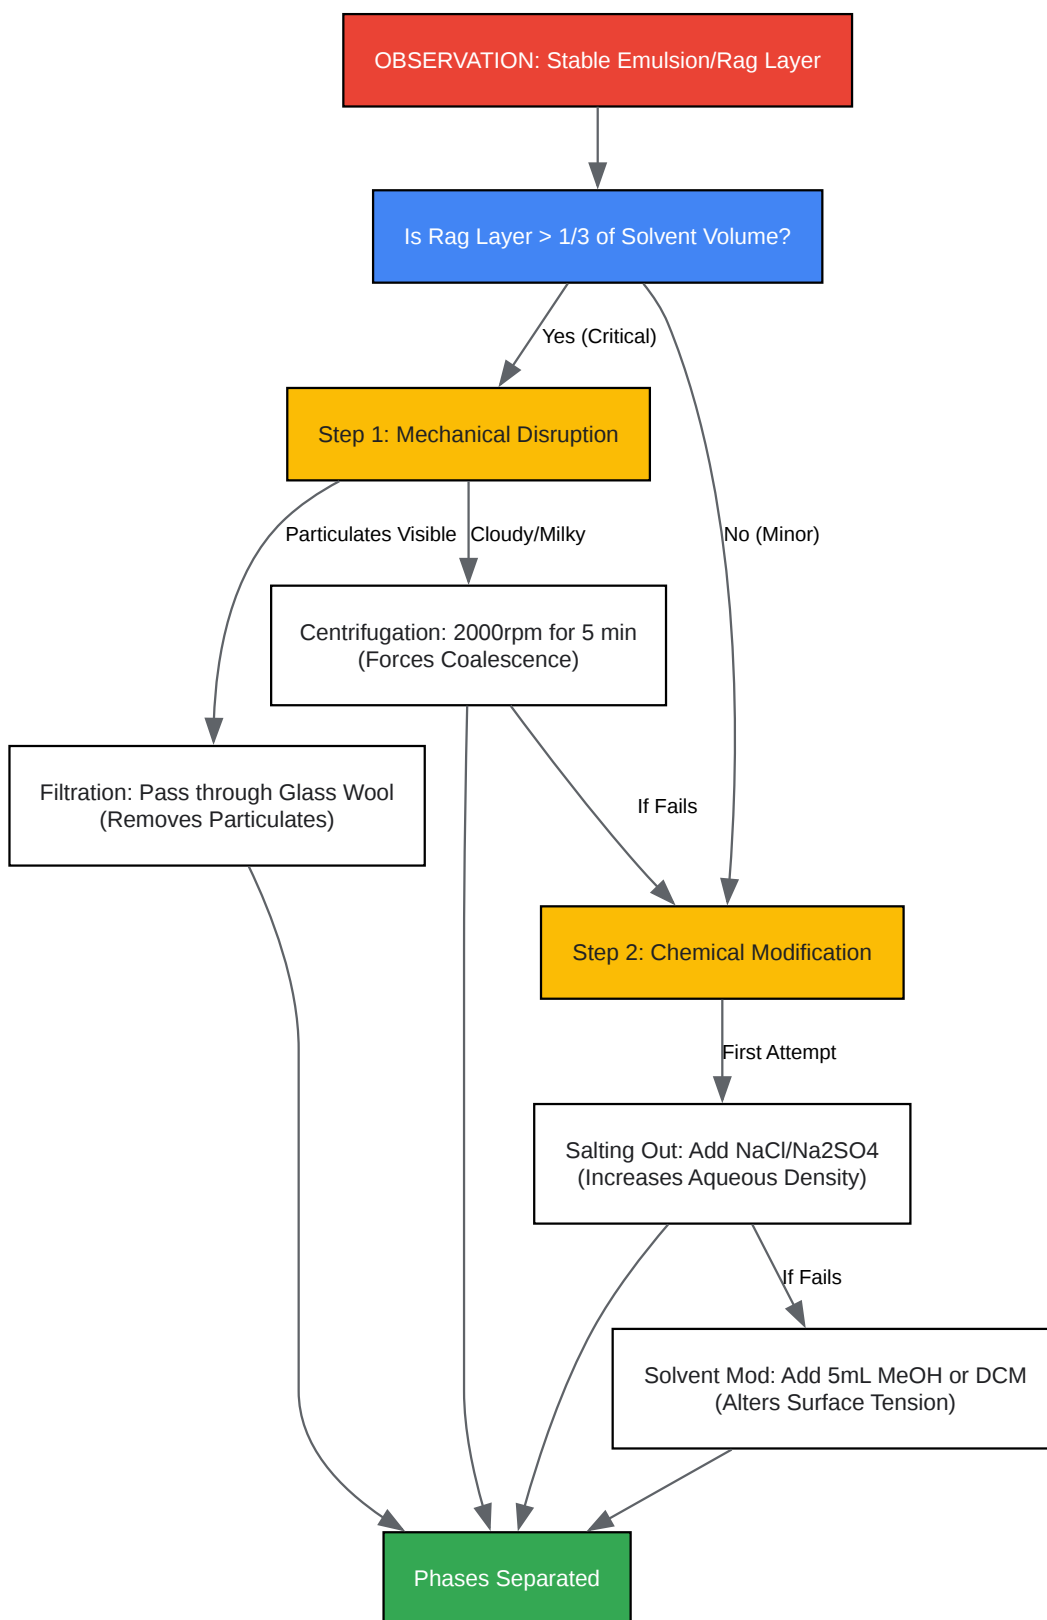 OBSERVATION: Stable Emulsion/Rag Layer
Is Rag Layer > 1/3 of Solvent Volume?
Yes (Critical)
Step 1: Mechanical Disruption
Particulates Visible
Cloudy/Milky
No (Minor)
Centrifugation: 2000rpm for 5 min
(Forces Coalescence)
Filtration: Pass through Glass Wool
(Removes Particulates)
If Fails
Step 2: Chemical Modification
First Attempt
Salting Out: Add NaCl/Na2SO4
(Increases Aqueous Density)
If Fails
Solvent Mod: Add 5mL MeOH or DCM
(Alters Surface Tension)
Phases Separated